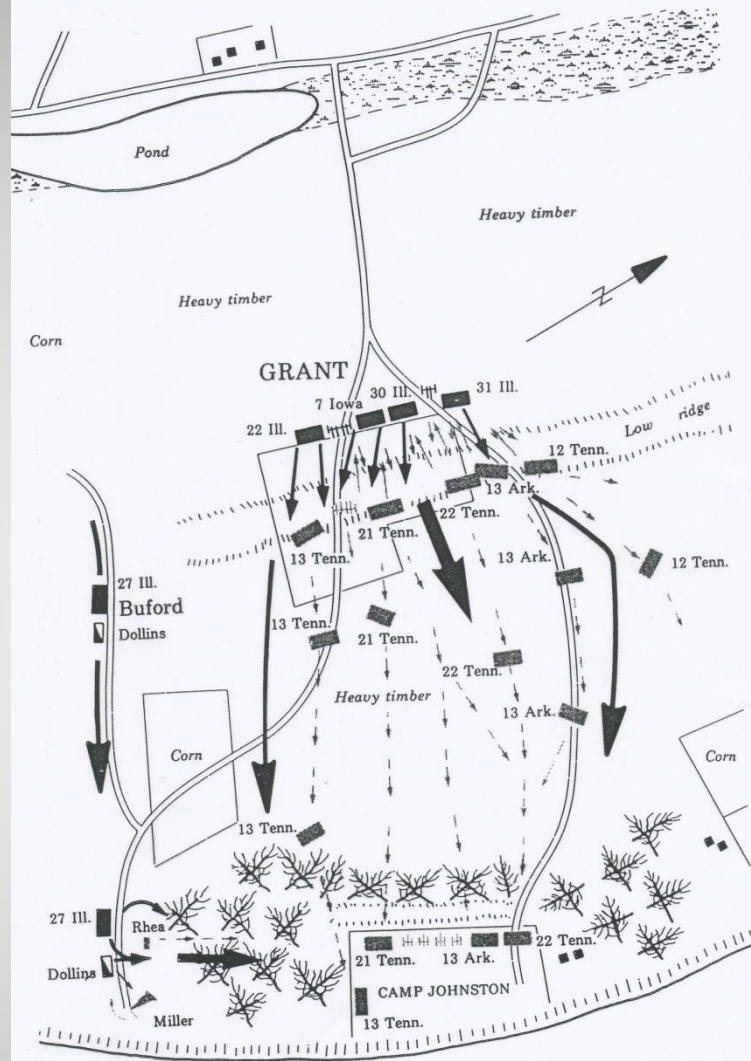 Pond
Heavy timber
Heavy timber
Corn
N
GRANT
31 Ill.
30 Ill.
7 Iowa
22 Ill.
Low ridge
12 Tenn.
13 Ark.
22 Tenn.
21 Tenn.
13 Tenn.
13 Ark.
12 Tenn.
27 Ill.
Buford
Dollins
13 Tenn.
21 Tenn.
22 Tenn.
Heavy timber
13 Ark.
Corn
Corn
13 Tenn.
27 Ill.
Rhea
Dollins
Miller
21 Tenn.
13 Ark.
22 Tenn.
CAMP JOHNSTON
13 Tenn.